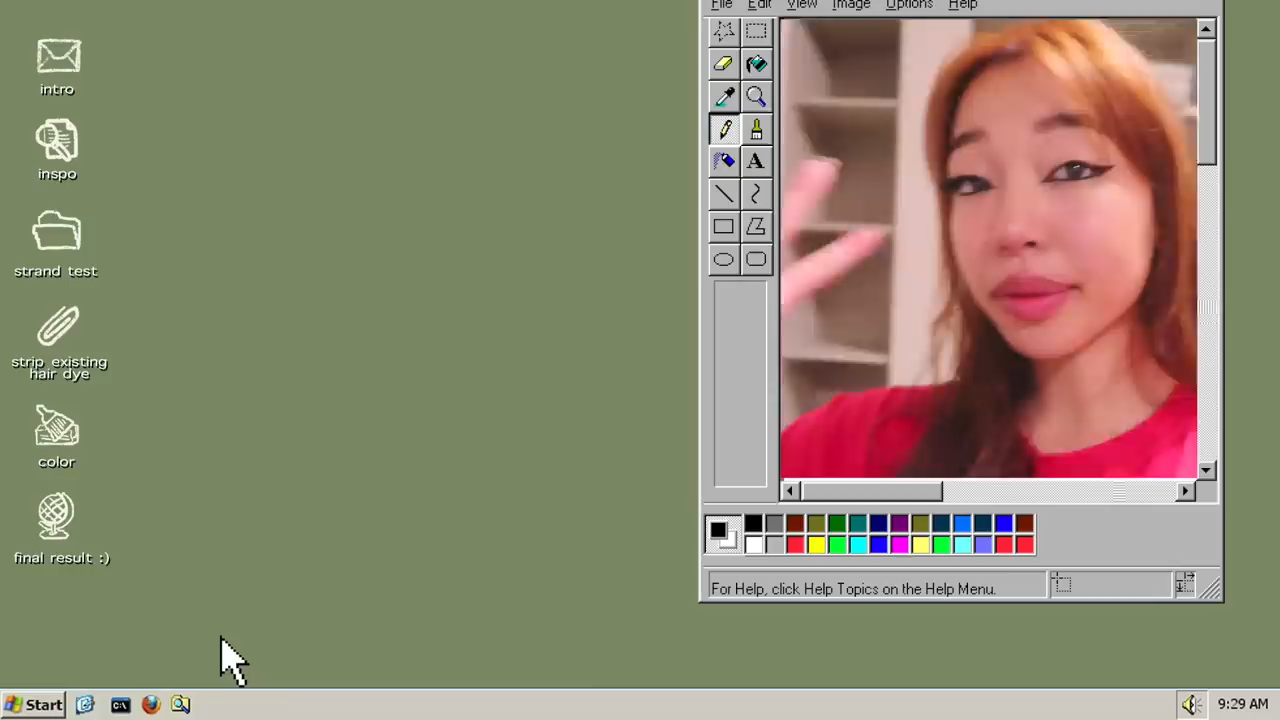 File Edit View Image Options Help
intro
inspo
strand test
strip existing
hair dye
color
final result :)
A
For Help, click Help Topics on the Help Menu.
Start
C:\
9:29 AM